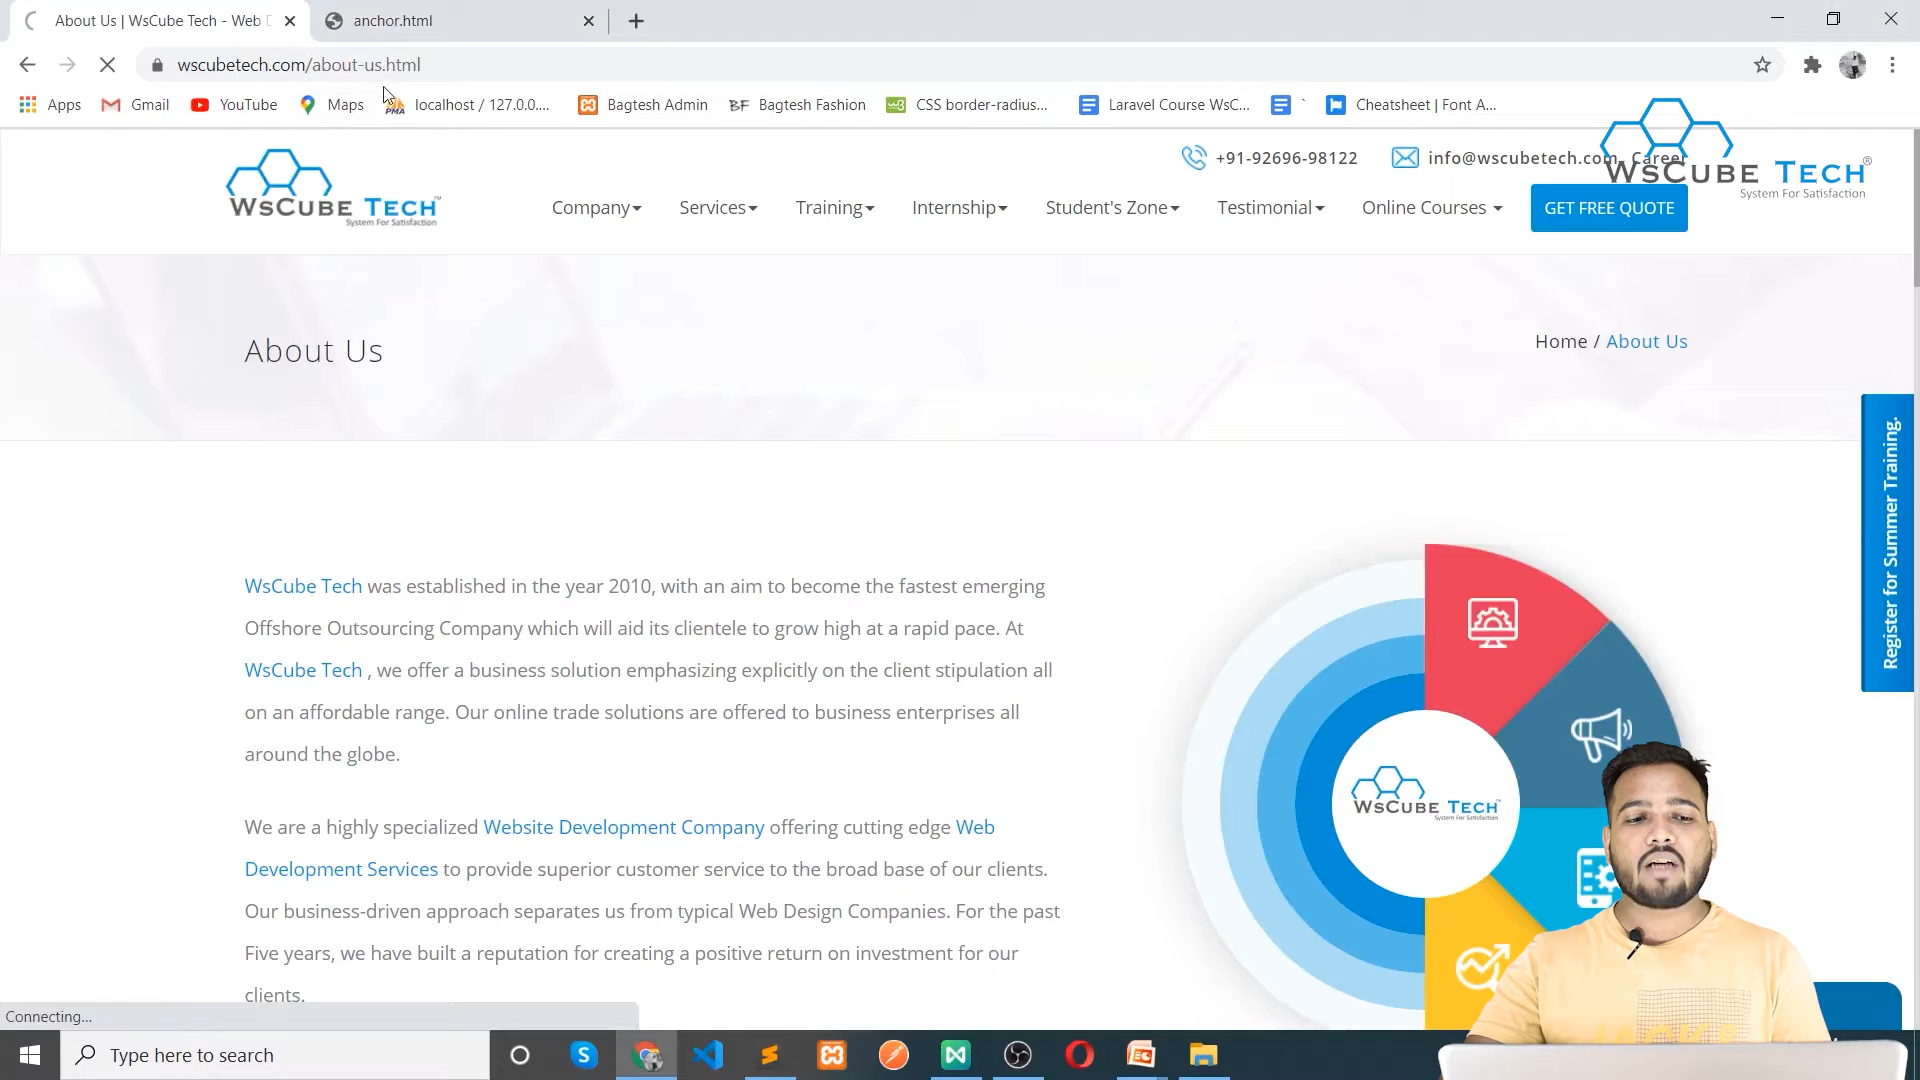 About Us | WsCube Tech - Web D
anchor.html
wscubetech.com/about-us.html
Apps
Gmail
YouTube
Maps
PMA
localhost / 127.0.0....
Bagtesh Admin
BF
Bagtesh Fashion
CSS border-radius...
Laravel Course WsC...
`
Cheatsheet | Font A...
WsCUBE TECH™
System For Satisfaction
+91-92696-98122
info@wscubetech.com
Career
WsCUBE TECH®
System For Satisfaction
Company
Services
Training
Internship
Student's Zone
Testimonial
Online Courses
GET FREE QUOTE
About Us
Home / About Us
Register for Summer Training.
WsCube Tech was established in the year 2010, with an aim to become the fastest emerging
Offshore Outsourcing Company which will aid its clientele to grow high at a rapid pace. At
WsCube Tech , we offer a business solution emphasizing explicitly on the client stipulation all
on an affordable range. Our online trade solutions are offered to business enterprises all
around the globe.
We are a highly specialized Website Development Company offering cutting edge Web
Development Services to provide superior customer service to the broad base of our clients.
Our business-driven approach separates us from typical Web Design Companies. For the past
Five years, we have built a reputation for creating a positive return on investment for our
clients.
WsCUBE TECH™
System For Satisfaction
Connecting...
Type here to search